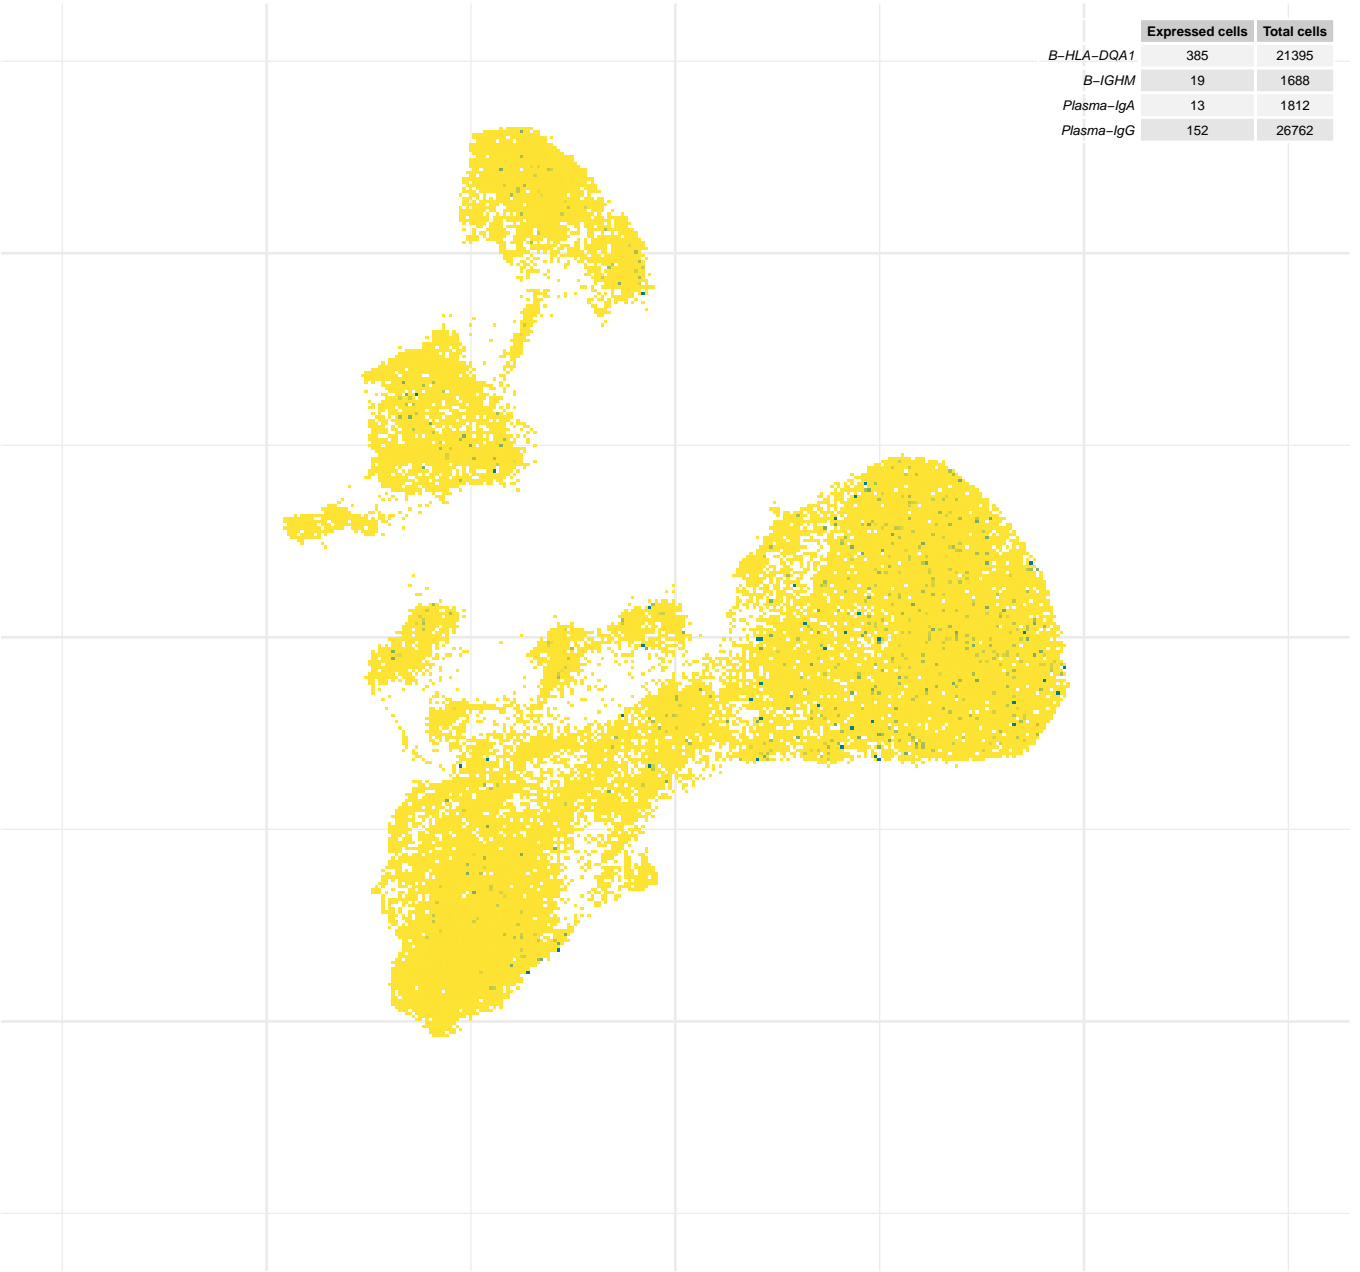 Expressed cells Total cells
B−HLA−DQA1 385 21395
B−IGHM 19 1688
Plasma−IgA 13 1812
Plasma−IgG 152 26762